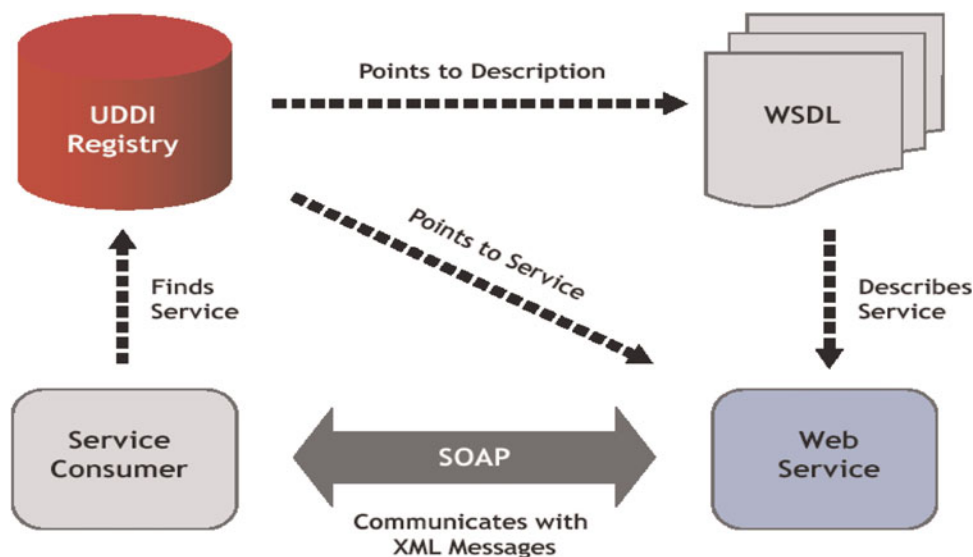 Points to Description
UDDI
Registry
WSDL
Points to Service
Finds
Service
Describes
Service
Service
Consumer
SOAP
Web
Service
Communicates with
XML Messages